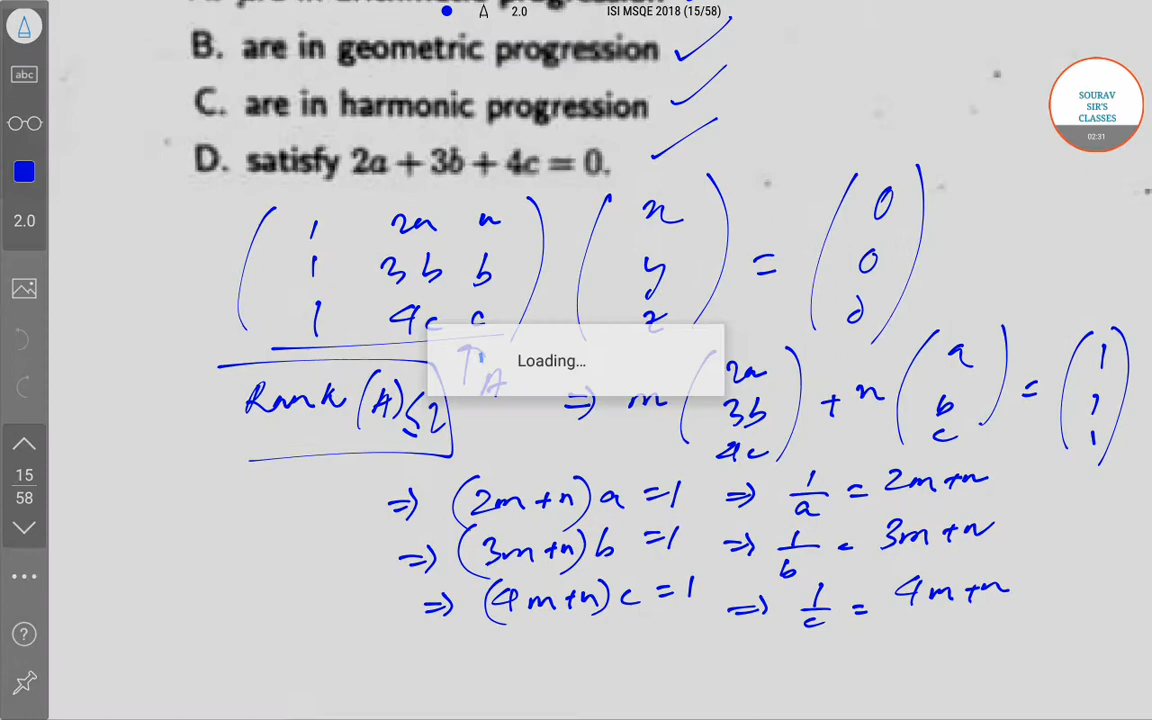 2.0 ISI MSQE 2018 (15/58)
B. are in geometric progression
C. are in harmonic progression
D. satisfy 2a + 3b + 4c = 0.
SOURAV
SIR'S
CLASSES
02:31
abc
2.0
15
58
( 1 2a a ) ( x ) = ( 0 )
( 1 3b b ) ( y ) ( 0 )
( 1 4c c ) ( z ) ( 0 )
↑ A
Loading...
Rank (A) ≤ 2
⇒ m ( 2a ) + n ( a ) = ( 1 )
( 3b ) ( b ) ( 1 )
( 4c ) ( c ) ( 1 )
⇒ (2m+n) a = 1 ⇒ 1/a = 2m+n
⇒ (3m+n) b = 1 ⇒ 1/b = 3m+n
⇒ (4m+n) c = 1 ⇒ 1/c = 4m+n